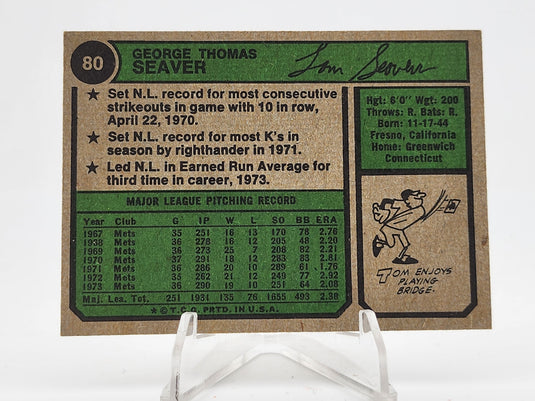 80
GEORGE THOMAS
SEAVER
Tom Seaver
★ Set N.L. record for most consecutive
strikeouts in game with 10 in row,
April 22, 1970.
★ Set N.L. record for most K's in
season by righthander in 1971.
★ Led N.L. in Earned Run Average for
third time in career, 1973.
Hgt: 6'0" Wgt: 200
Throws: R. Bats: R.
Born: 11-17-44
Fresno, California
Home: Greenwich
Connecticut
MAJOR LEAGUE PITCHING RECORD
Year Club G IP W L SO BB ERA
1967 Mets 35 251 16 13 170 78 2.76
1968 Mets 36 278 16 12 205 48 2.20
1969 Mets 36 273 25 7 208 82 2.21
1970 Mets 37 291 18 12 283 83 2.81
1971 Mets 36 286 20 10 289 61 1.76
1972 Mets 35 262 21 12 249 77 2.92
1973 Mets 36 290 19 10 251 64 2.08
Maj. Lea. Tot. 251 1931 135 76 1655 493 2.38
★ © T.C.G. PRTD. IN U.S.A.
TOM ENJOYS
PLAYING
BRIDGE.